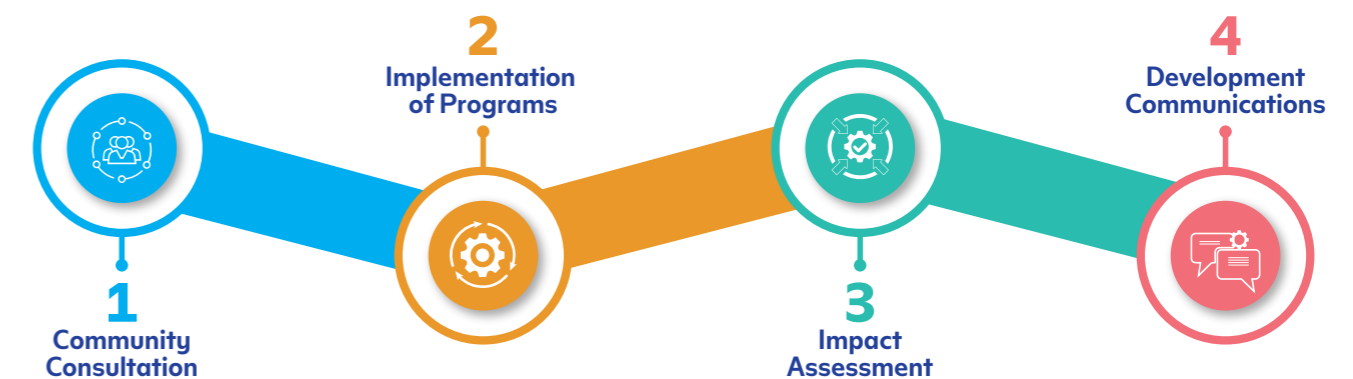 1
Community
Consultation
2
Implementation
of Programs
3
Impact
Assessment
4
Development
Communications